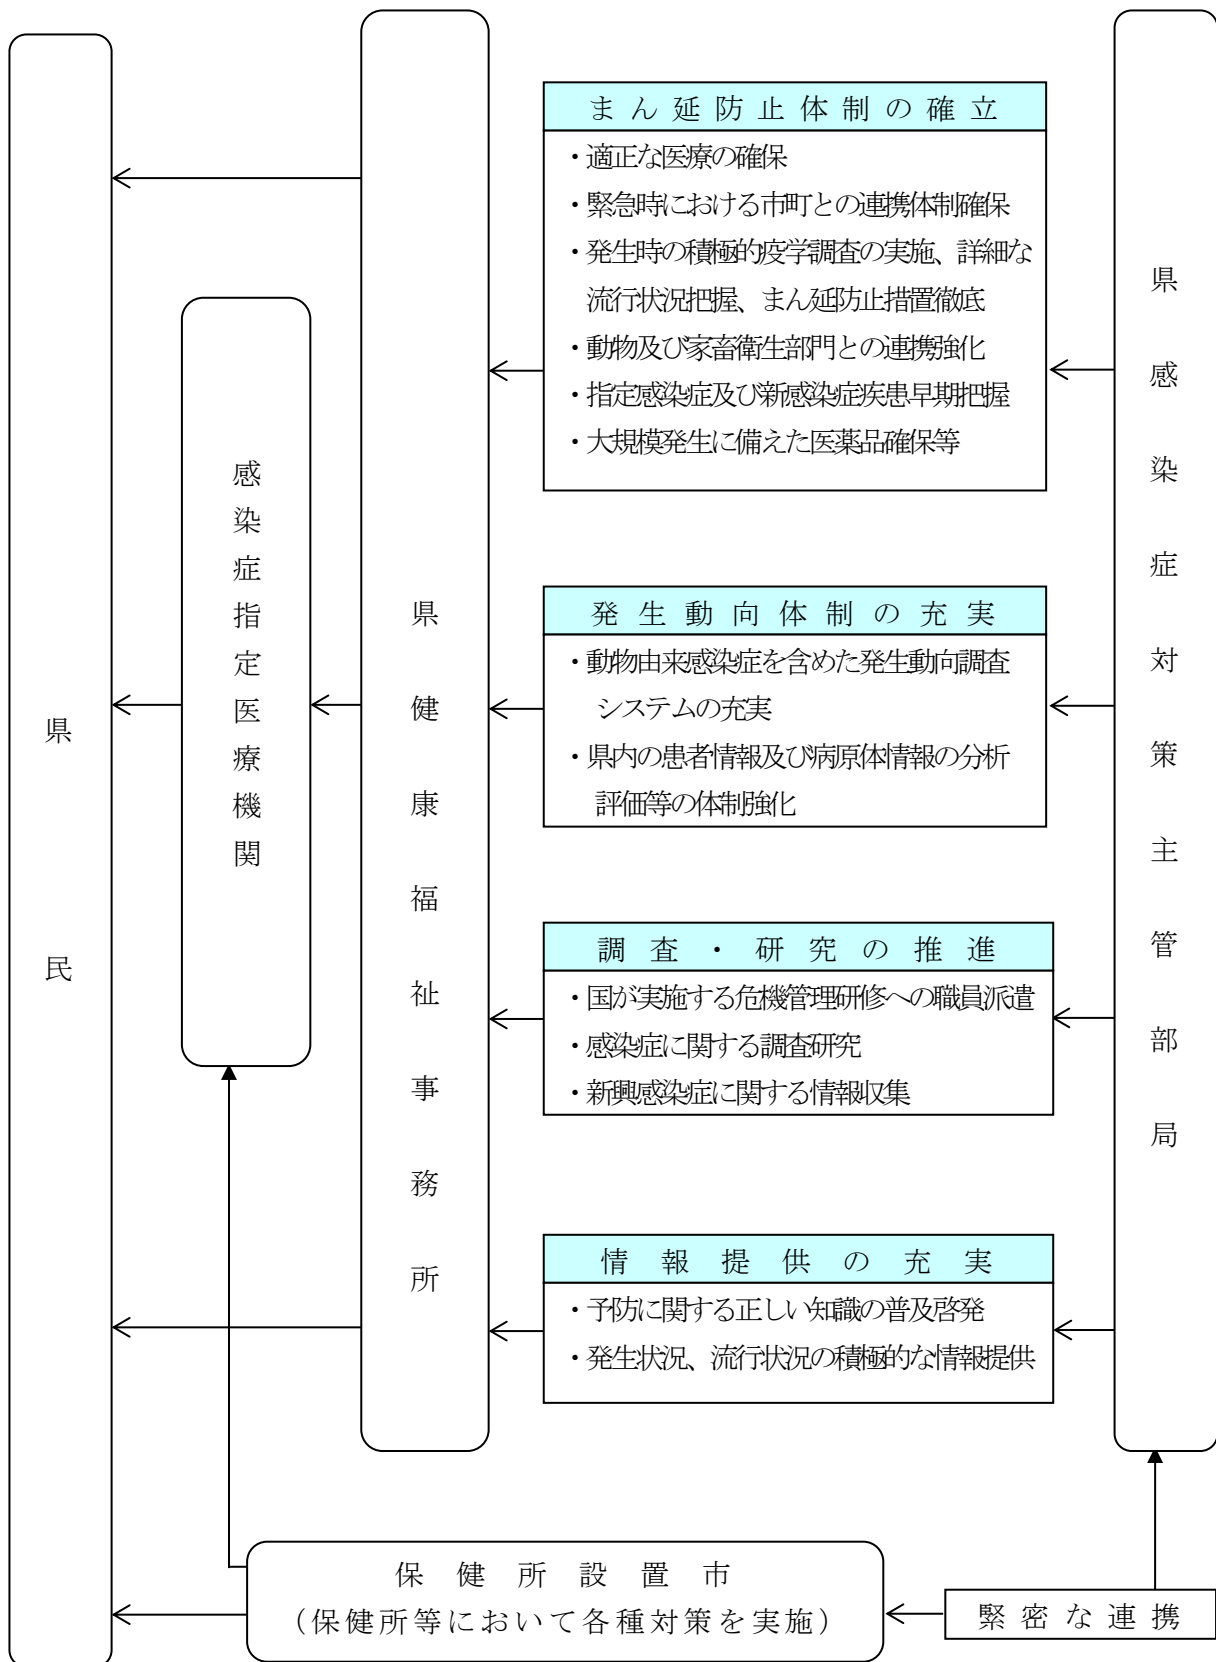 県民
感染症指定医療機関
県健康福祉事務所
まん延防止体制の確立
・適正な医療の確保
・緊急時における市町との連携体制確保
・発生時の積極的疫学調査の実施、詳細な
流行状況把握、まん延防止措置徹底
・動物及び家畜衛生部門との連携強化
・指定感染症及び新感染症疾患早期把握
・大規模発生に備えた医薬品確保等
発生動向体制の充実
・動物由来感染症を含めた発生動向調査
システムの充実
・県内の患者情報及び病原体情報の分析
評価等の体制強化
調査・研究の推進
・国が実施する危機管理研修への職員派遣
・感染症に関する調査研究
・新興感染症に関する情報収集
情報提供の充実
・予防に関する正しい知識の普及啓発
・発生状況、流行状況の積極的な情報提供
県感染症対策主管部局
保健所設置市
（保健所等において各種対策を実施）
緊密な連携